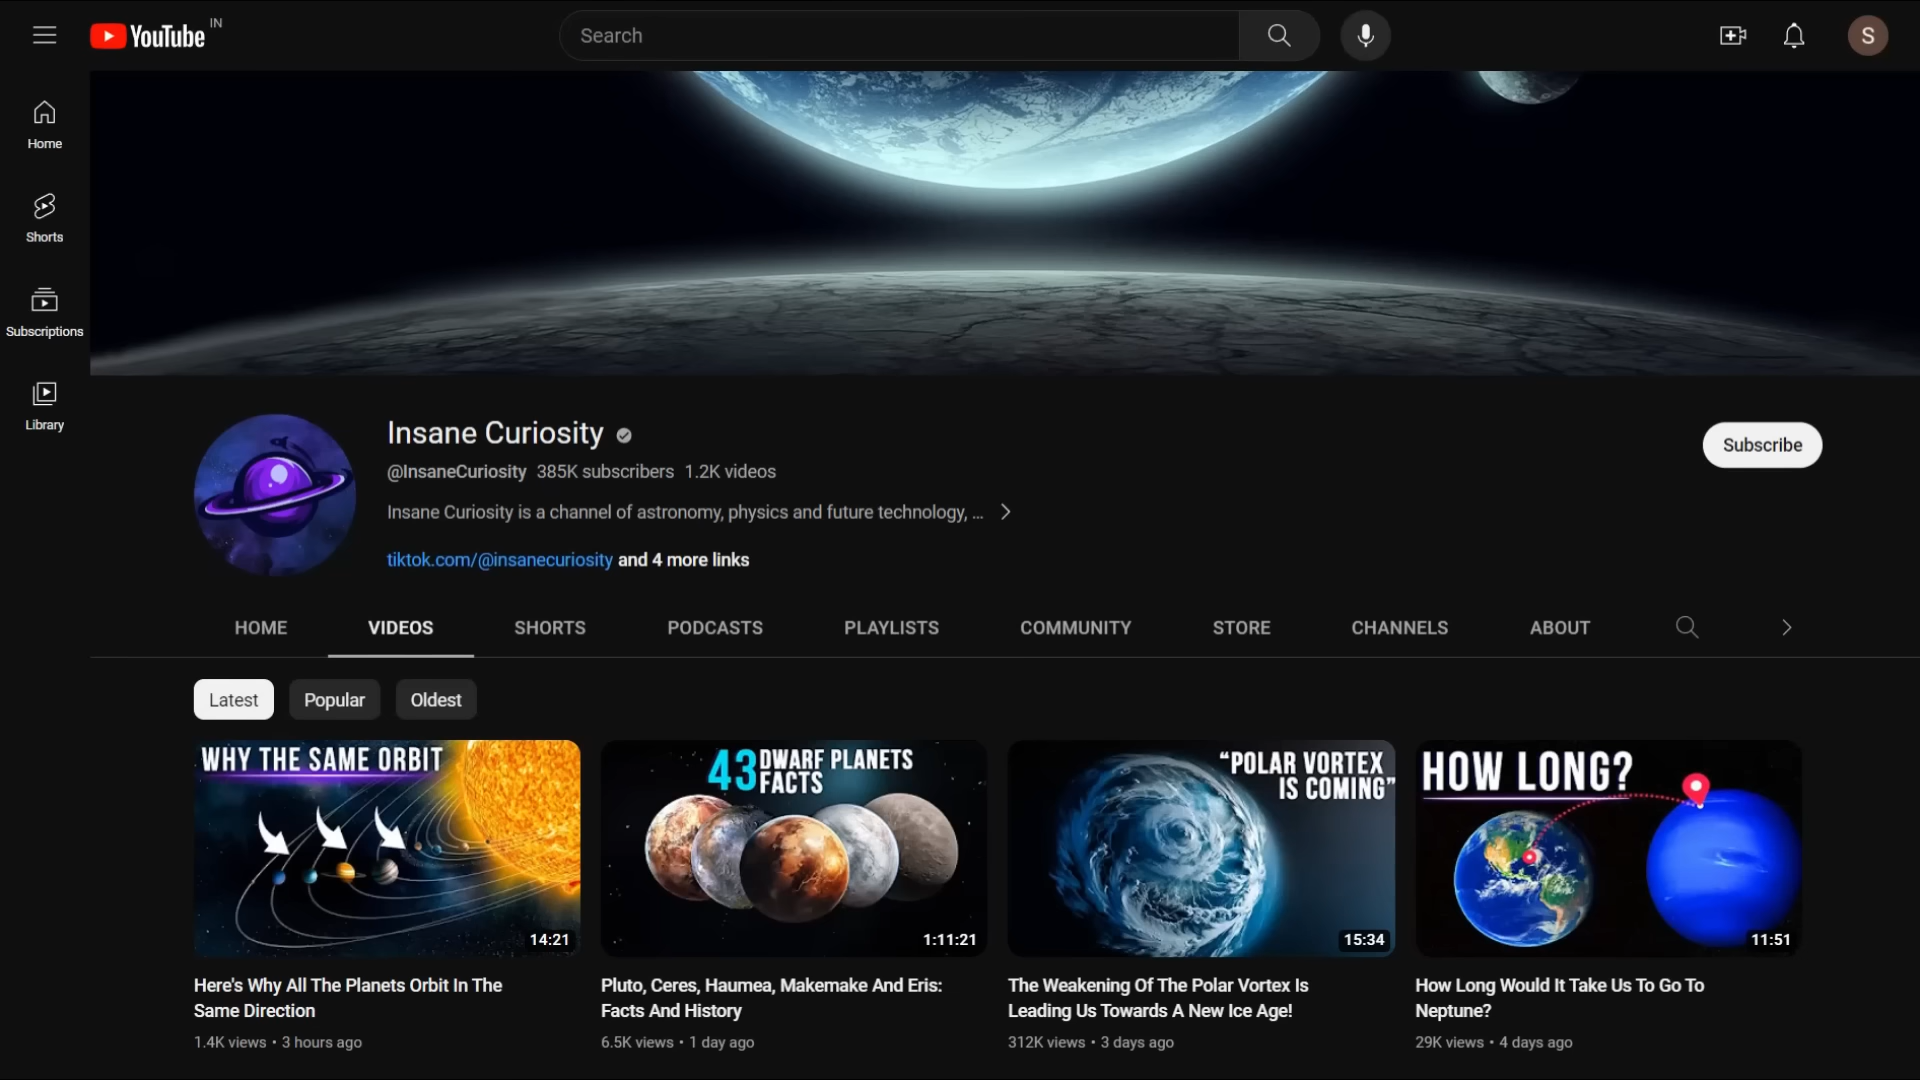 YouTube IN
Search
S
Home
Shorts
Subscriptions
Library
Insane Curiosity
@InsaneCuriosity 385K subscribers 1.2K videos
Insane Curiosity is a channel of astronomy, physics and future technology, ...
tiktok.com/@insanecuriosity and 4 more links
Subscribe
HOME VIDEOS SHORTS PODCASTS PLAYLISTS COMMUNITY STORE CHANNELS ABOUT
Latest Popular Oldest
WHY THE SAME ORBIT
14:21
Here's Why All The Planets Orbit In The
Same Direction
1.4K views • 3 hours ago
43 DWARF PLANETS
FACTS
1:11:21
Pluto, Ceres, Haumea, Makemake And Eris:
Facts And History
6.5K views • 1 day ago
“POLAR VORTEX
IS COMING”
15:34
The Weakening Of The Polar Vortex Is
Leading Us Towards A New Ice Age!
312K views • 3 days ago
HOW LONG?
11:51
How Long Would It Take Us To Go To
Neptune?
29K views • 4 days ago